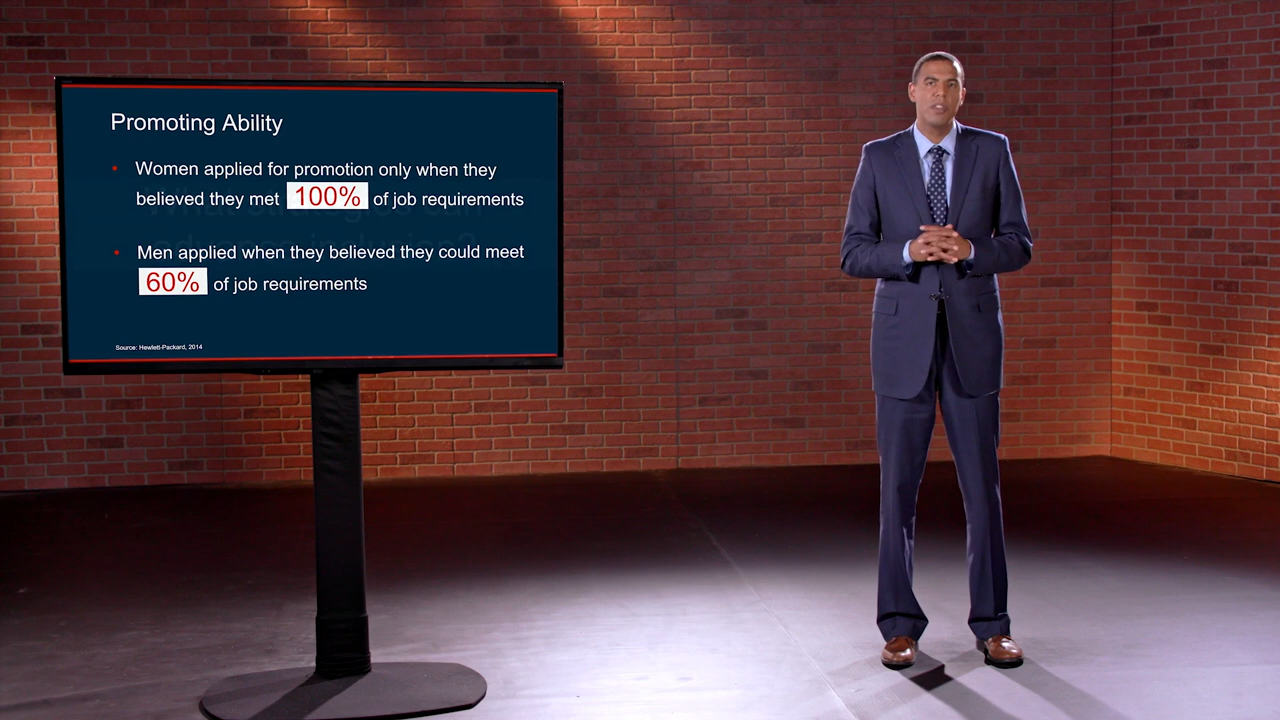 Promoting Ability
• Women applied for promotion only when they
believed they met 100% of job requirements
• Men applied when they believed they could meet
60% of job requirements
Source: Hewlett-Packard, 2014